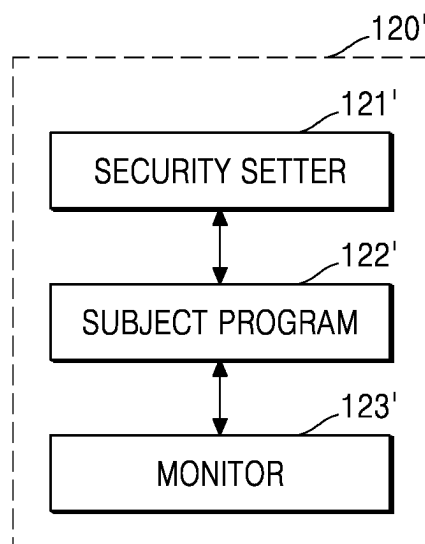 120'
121'
SECURITY SETTER
122'
SUBJECT PROGRAM
123'
MONITOR